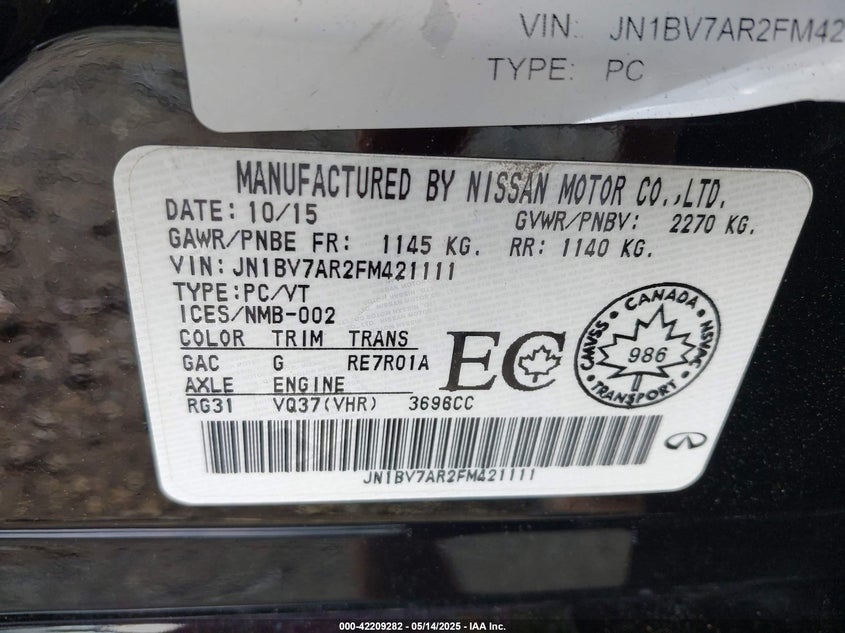 VIN: JN1BV7AR2FM42
TYPE: PC
MANUFACTURED BY NISSAN MOTOR CO.,LTD.
DATE: 10/15 GVWR/PNBV: 2270 KG.
GAWR/PNBE FR: 1145 KG. RR: 1140 KG.
VIN: JN1BV7AR2FM421111
TYPE:PC/VT
ICES/NMB-002
COLOR TRIM TRANS
GAC G RE7R01A
AXLE ENGINE
RG31 VQ37(VHR) 3696CC
EC
CANADA
CMVSS 986 NSVAC
TRANSPORT
JN1BV7AR2FM421111
000-42209282 - 05/14/2025 - IAA Inc.